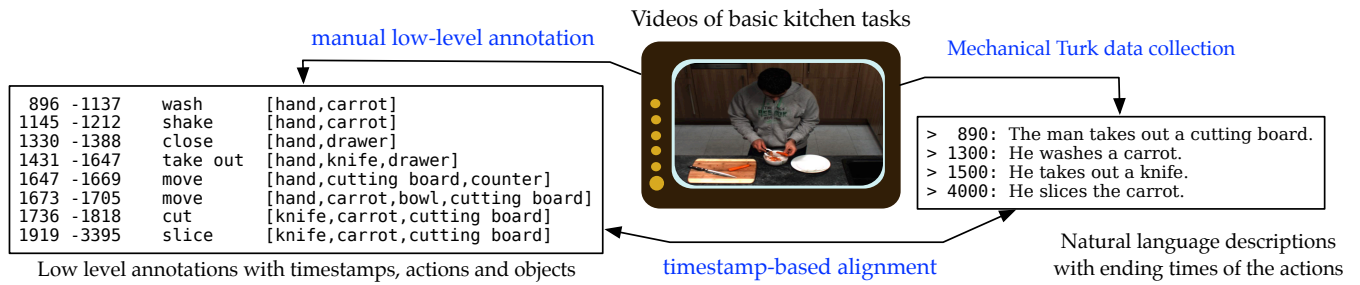 Videos of basic kitchen tasks
manual low-level annotation
Mechanical Turk data collection
896 -1137 wash [hand,carrot]
1145 -1212 shake [hand,carrot]
1330 -1388 close [hand,drawer]
1431 -1647 take out [hand,knife,drawer]
1647 -1669 move [hand,cutting board,counter]
1673 -1705 move [hand,carrot,bowl,cutting board]
1736 -1818 cut [knife,carrot,cutting board]
1919 -3395 slice [knife,carrot,cutting board]
Low level annotations with timestamps, actions and objects
> 890: The man takes out a cutting board.
> 1300: He washes a carrot.
> 1500: He takes out a knife.
> 4000: He slices the carrot.
timestamp-based alignment
Natural language descriptions
with ending times of the actions